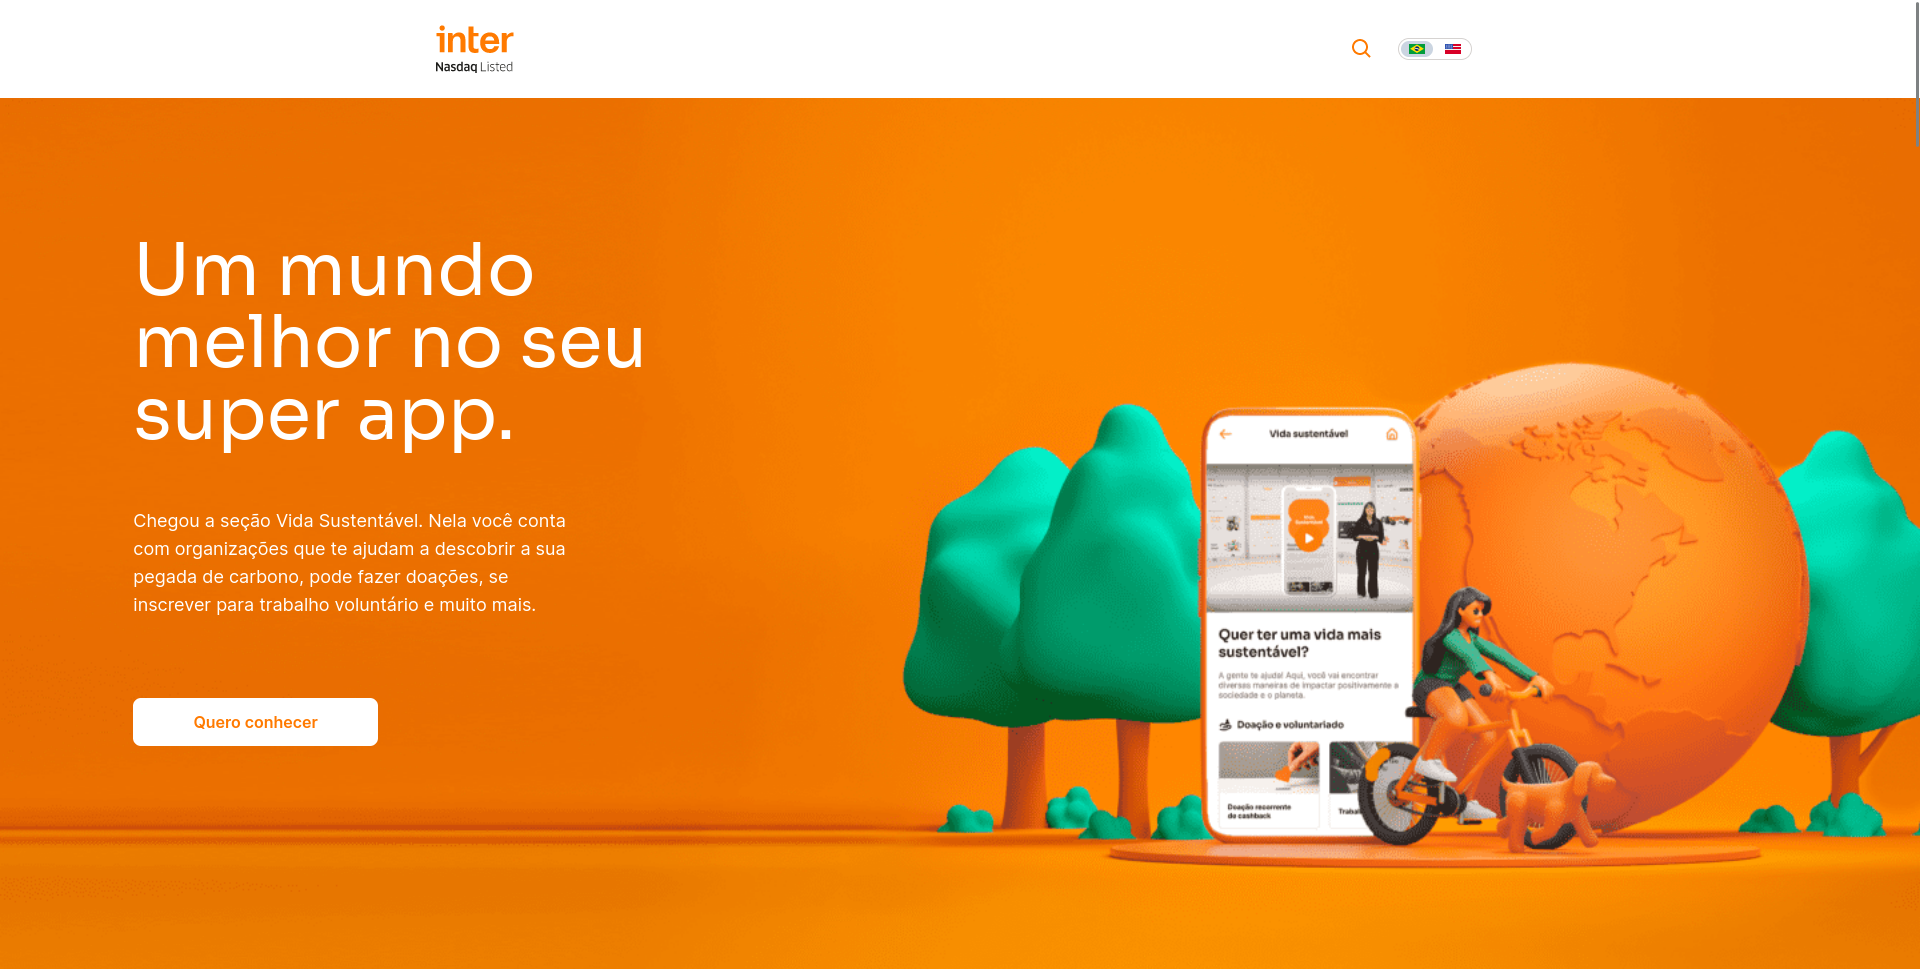 inter
Nasdaq Listed
Um mundo
melhor no seu
super app.
Chegou a seção Vida Sustentável. Nela você conta
com organizações que te ajudam a descobrir a sua
pegada de carbono, pode fazer doações, se
inscrever para trabalho voluntário e muito mais.
Quero conhecer
Vida sustentável
Quer ter uma vida mais
sustentável?
A gente te ajuda! Aqui, você vai encontrar
diversas maneiras de impactar positivamente a
sociedade e o planeta.
Doação e voluntariado
Doação recorrente
de cashback